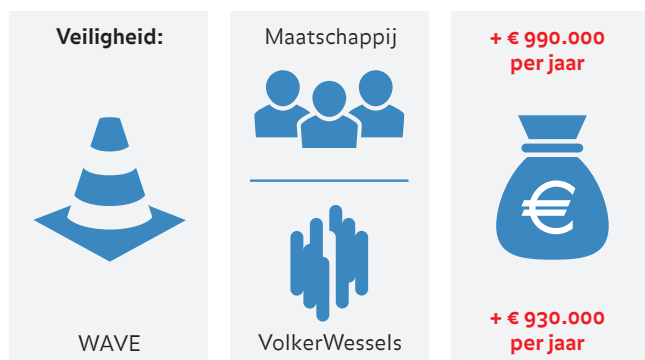 Veiligheid:
WAVE
Maatschappij
VolkerWessels
+ € 990.000
per jaar
€
+ € 930.000
per jaar